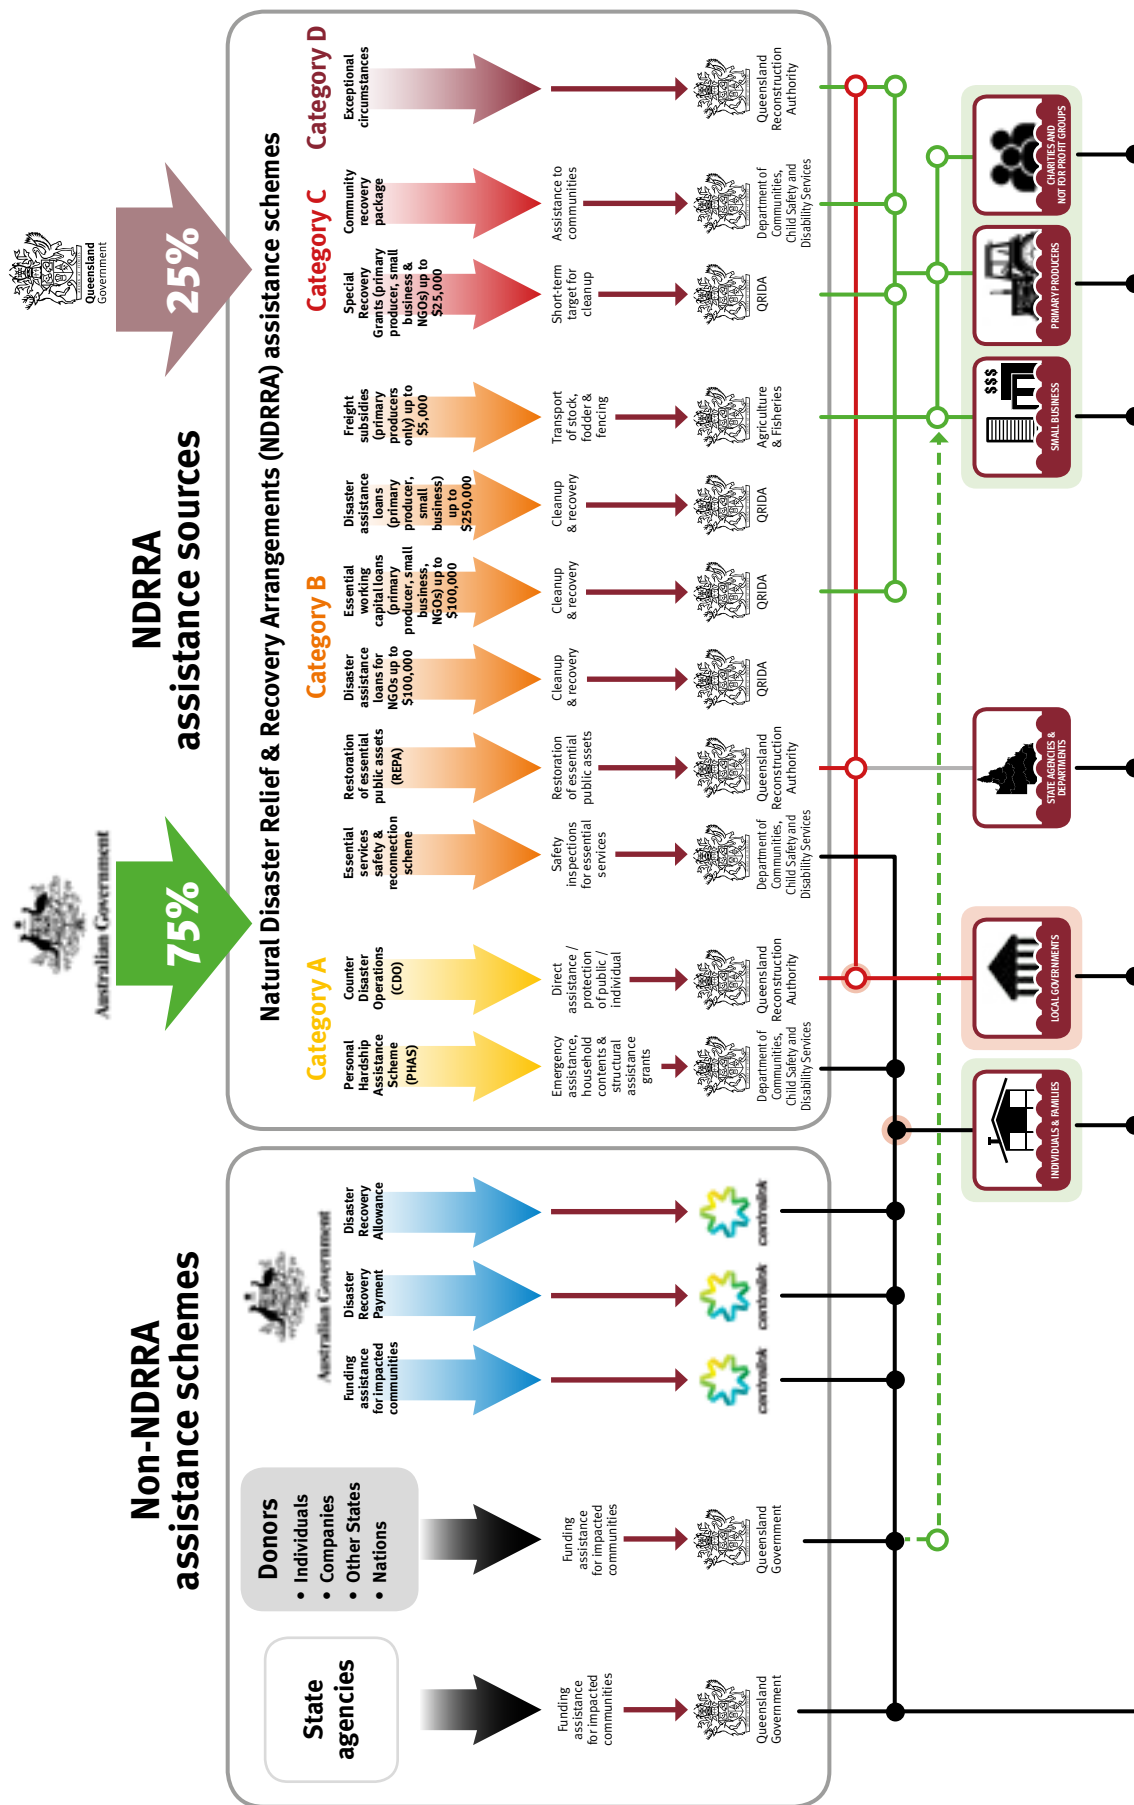 Non-NDRRA
assistance schemes
NDRRA
assistance sources
Australian Government
75%
Queensland
Government
25%
State
agencies
Funding
assistance
for impacted
communities
Queensland
Government
Donors
• Individuals
• Companies
• Other States
• Nations
Funding
assistance
for impacted
communities
Queensland
Government
Australian Government
Funding
assistance
for impacted
communities
centrelink
Disaster
Recovery
Payment
centrelink
Disaster
Recovery
Allowance
centrelink
Natural Disaster Relief & Recovery Arrangements (NDRRA) assistance schemes
Category A
Personal
Hardship
Assistance
Scheme
(PHAS)
Emergency
assistance,
household
contents &
structural
assistance
grants
Department of
Communities,
Child Safety and
Disability Services
Counter
Disaster
Operations
(CDO)
Direct
assistance /
protection
of public /
individual
Queensland
Reconstruction
Authority
Category B
Essential
services
safety &
reconnection
scheme
Safety
inspections
for essential
services
Department of
Communities,
Child Safety and
Disability Services
Restoration
of essential
public assets
(REPA)
Restoration
of essential
public assets
Queensland
Reconstruction
Authority
Disaster
assistance
loans for
NGOs up to
$100,000
Cleanup
& recovery
QRIDA
Essential
working
capital loans
(primary
producer, small
business,
NGOs) up to
$100,000
Cleanup
& recovery
QRIDA
Disaster
assistance
loans
(primary
producer,
small
business)
up to
$250,000
Cleanup
& recovery
QRIDA
Freight
subsidies
(primary
producers
only) up to
$5,000
Transport
of stock,
fodder &
fencing
Agriculture
& Fisheries
Category C
Special
Recovery
Grants (primary
producer, small
business &
NGOs) up to
$25,000
Short-term
target for
cleanup
QRIDA
Community
recovery
package
Assistance to
communities
Department of
Communities,
Child Safety and
Disability Services
Category D
Exceptional
circumstances
Queensland
Reconstruction
Authority
INDIVIDUALS & FAMILIES
LOCAL GOVERNMENTS
STATE AGENCIES &
DEPARTMENTS
$$$
SMALL BUSINESS
PRIMARY PRODUCERS
CHARITIES AND
NOT FOR PROFIT GROUPS